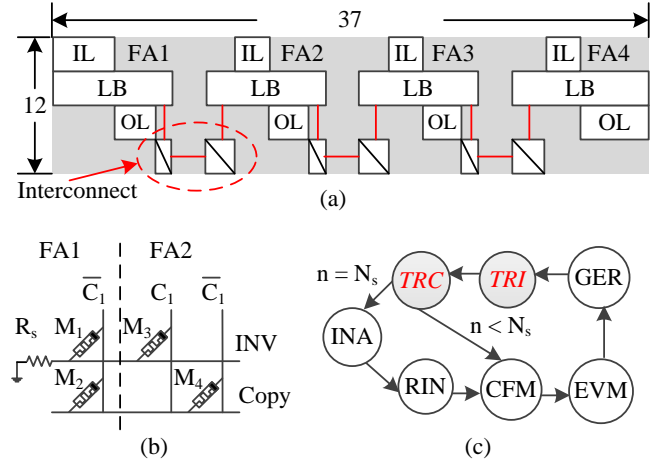 37
IL FA1 IL FA2 IL FA3 IL FA4
12
LB LB LB LB
OL OL OL OL
Interconnect
(a)
FA1 FA2
C̅₁ C₁ C̅₁
Rₛ M₁ M₃ INV
M₂ M₄ Copy
(b)
n = Nₛ TRC TRI GER
n < Nₛ
INA
RIN CFM EVM
(c)